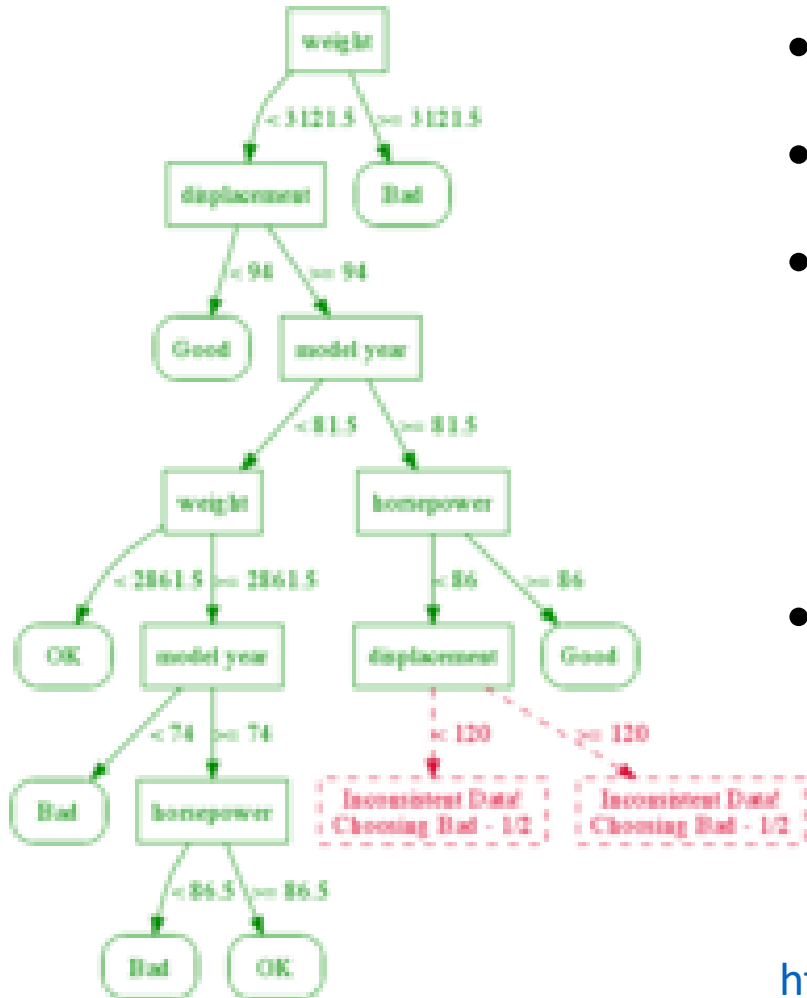 weight
< 3121.5 >= 3121.5
displacement Bad
< 94 >= 94
Good model year
< 81.5 >= 81.5
weight horsepower
< 2861.5 >= 2861.5 < 86 >= 86
OK model year displacement Good
< 74 >= 74 < 120 >= 120
Bad horsepower Inconsistent Data! Inconsistent Data!
Choosing Bad - 1/2 Choosing Bad - 1/2
< 86.5 >= 86.5
Bad OK